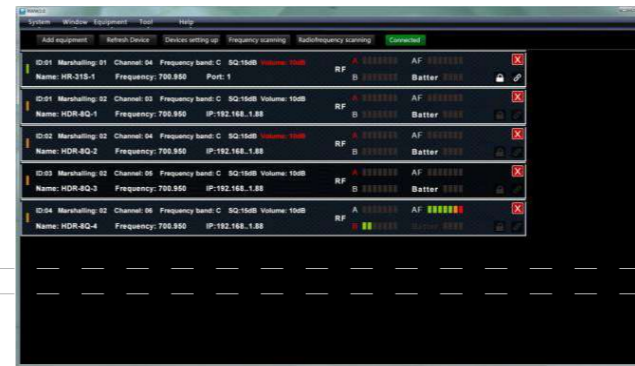 System Window Equipment Tool Help
Add equipment Refresh Device Devices setting up Frequency scanning Radiofrequency scanning Connected
ID:01 Marshalling: 01 Channel: 04 Frequency band: C SQ:15dB Volume: 10dB RF A AF X
Name: HR-31S-1 Frequency: 700.950 Port: 1 B Batter
ID:01 Marshalling: 02 Channel: 03 Frequency band: C SQ:15dB Volume: 10dB RF A AF X
Name: HDR-8Q-1 Frequency: 700.950 IP:192.168..1.88 B Batter
ID:02 Marshalling: 02 Channel: 04 Frequency band: C SQ:15dB Volume: 10dB RF A AF X
Name: HDR-8Q-2 Frequency: 700.950 IP:192.168..1.88 B Batter
ID:03 Marshalling: 02 Channel: 05 Frequency band: C SQ:15dB Volume: 10dB RF A AF X
Name: HDR-8Q-3 Frequency: 700.950 IP:192.168..1.88 B Batter
ID:04 Marshalling: 02 Channel: 06 Frequency band: C SQ:15dB Volume: 10dB RF A AF X
Name: HDR-8Q-4 Frequency: 700.950 IP:192.168..1.88 B Batter